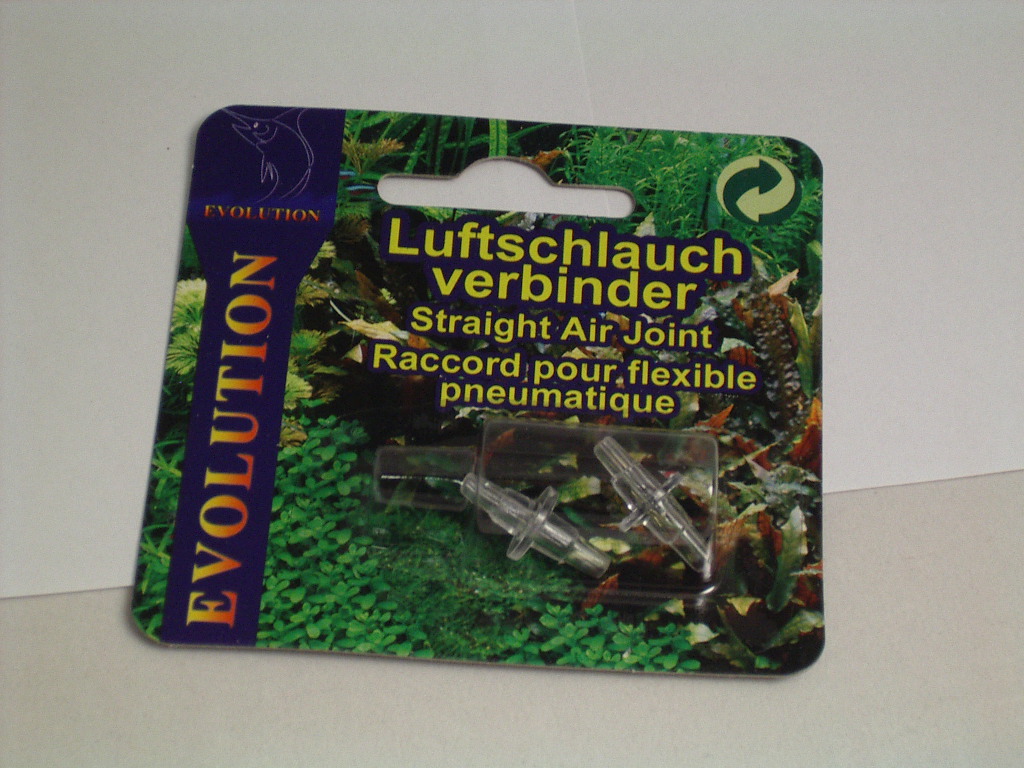 EVOLUTION
EVOLUTION
Luftschlauch
verbinder
Straight Air Joint
Raccord pour flexible
pneumatique